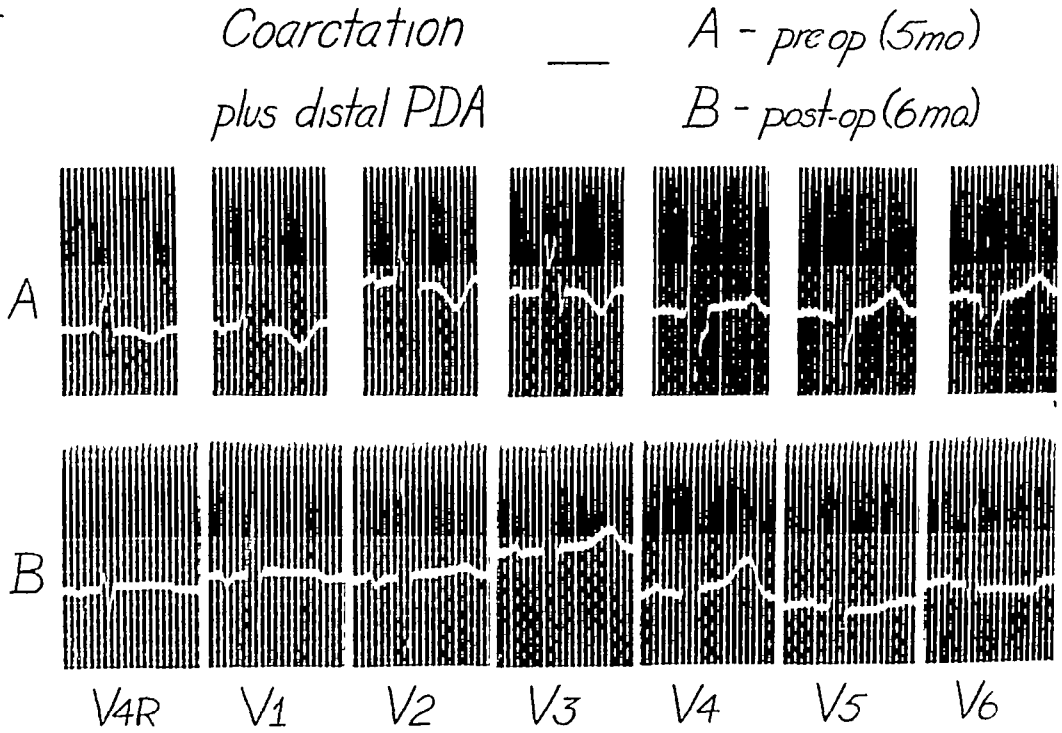 Coarctation A - pre op (5mo)
plus distal PDA B - post-op (6mo)
A
B
V4R V1 V2 V3 V4 V5 V6